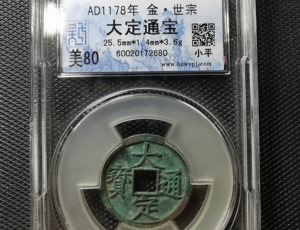 AD1178年 金·世宗
大定通宝
25.5mm*1.4mm*3.6g
美80
60020172680
小平
www.hzwypj.com
大定通寶